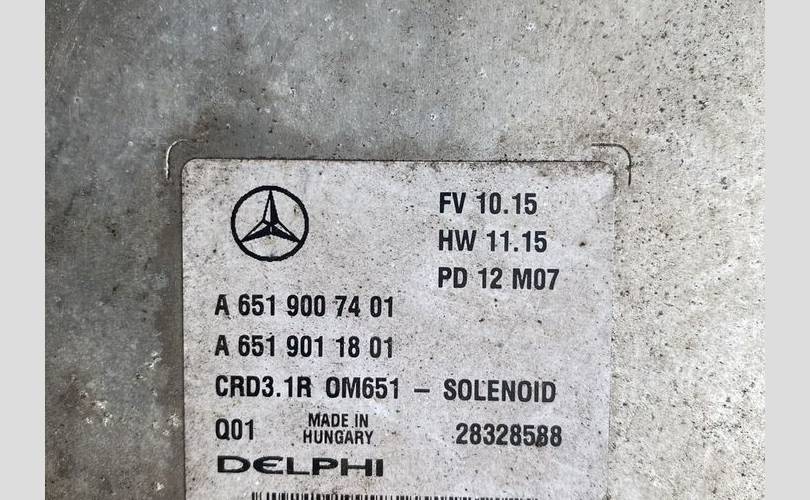 FV 10.15
HW 11.15
PD 12 M07
A 651 900 74 01
A 651 901 18 01
CRD3.1R OM651 – SOLENOID
Q01 MADE IN HUNGARY 28328588
DELPHI